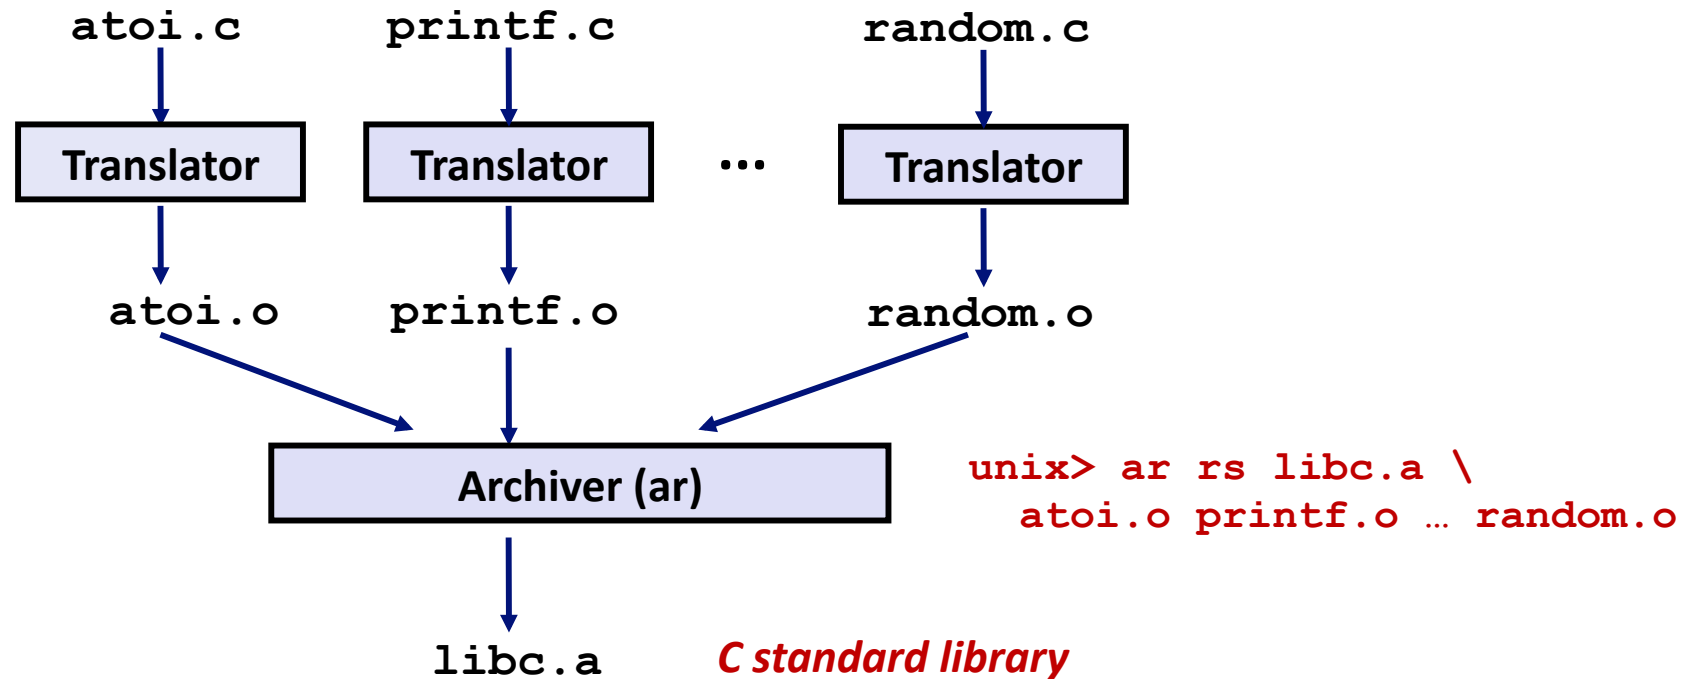 atoi.c printf.c random.c
Translator Translator ... Translator
atoi.o printf.o random.o
Archiver (ar)
unix> ar rs libc.a \
atoi.o printf.o … random.o
libc.a C standard library